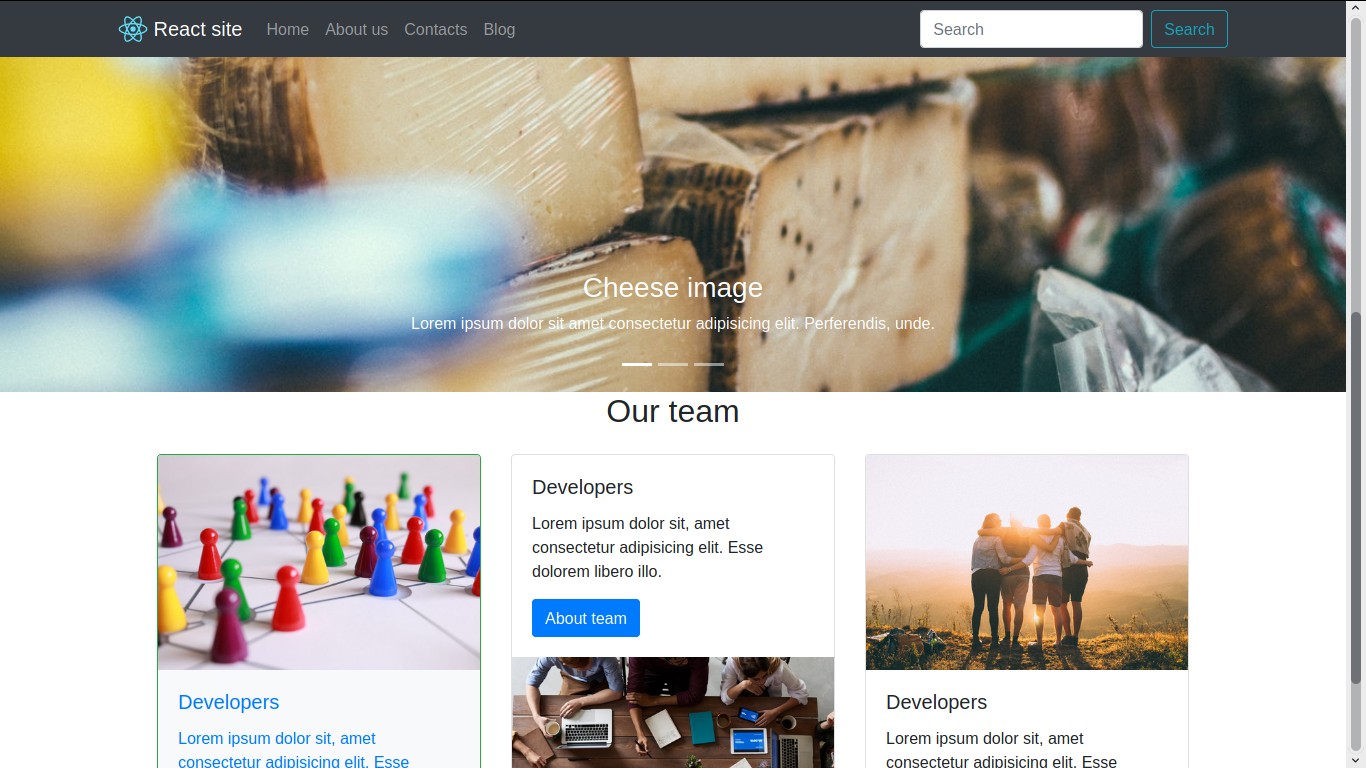 React site Home About us Contacts Blog Search Search
Cheese image
Lorem ipsum dolor sit amet consectetur adipisicing elit. Perferendis, unde.
Our team
Developers
Lorem ipsum dolor sit, amet
consectetur adipisicing elit. Esse
Developers
Lorem ipsum dolor sit, amet
consectetur adipisicing elit. Esse
dolorem libero illo.
About team
Developers
Lorem ipsum dolor sit, amet
consectetur adipisicing elit. Esse